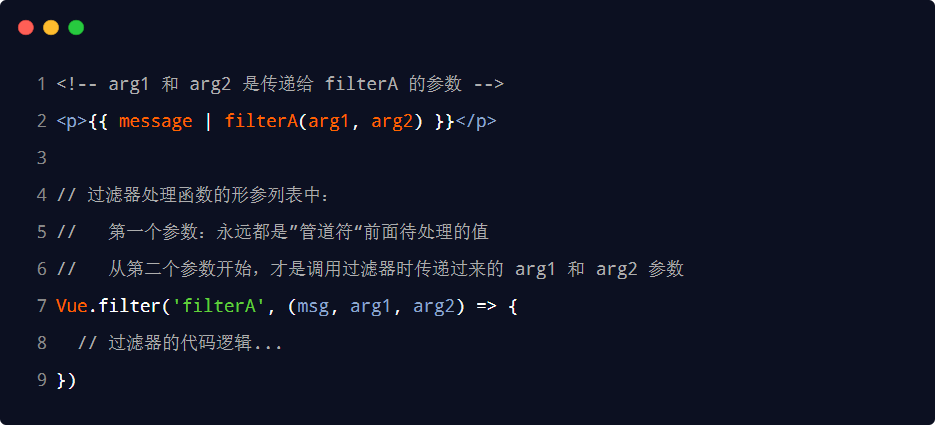 1 <!-- arg1 和 arg2 是传递给 filterA 的参数 -->
2 <p>{{ message | filterA(arg1, arg2) }}</p>
3
4 // 过滤器处理函数的形参列表中：
5 //   第一个参数：永远都是”管道符“前面待处理的值
6 //   从第二个参数开始，才是调用过滤器时传递过来的 arg1 和 arg2 参数
7 Vue.filter('filterA', (msg, arg1, arg2) => {
8   // 过滤器的代码逻辑...
9 })